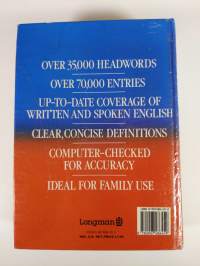 OVER 35,000 HEADWORDS
OVER 70,000 ENTRIES
UP-TO-DATE COVERAGE OF
WRITTEN AND SPOKEN ENGLISH
CLEAR, CONCISE DEFINITIONS
COMPUTER-CHECKED
FOR ACCURACY
IDEAL FOR FAMILY USE
Longman